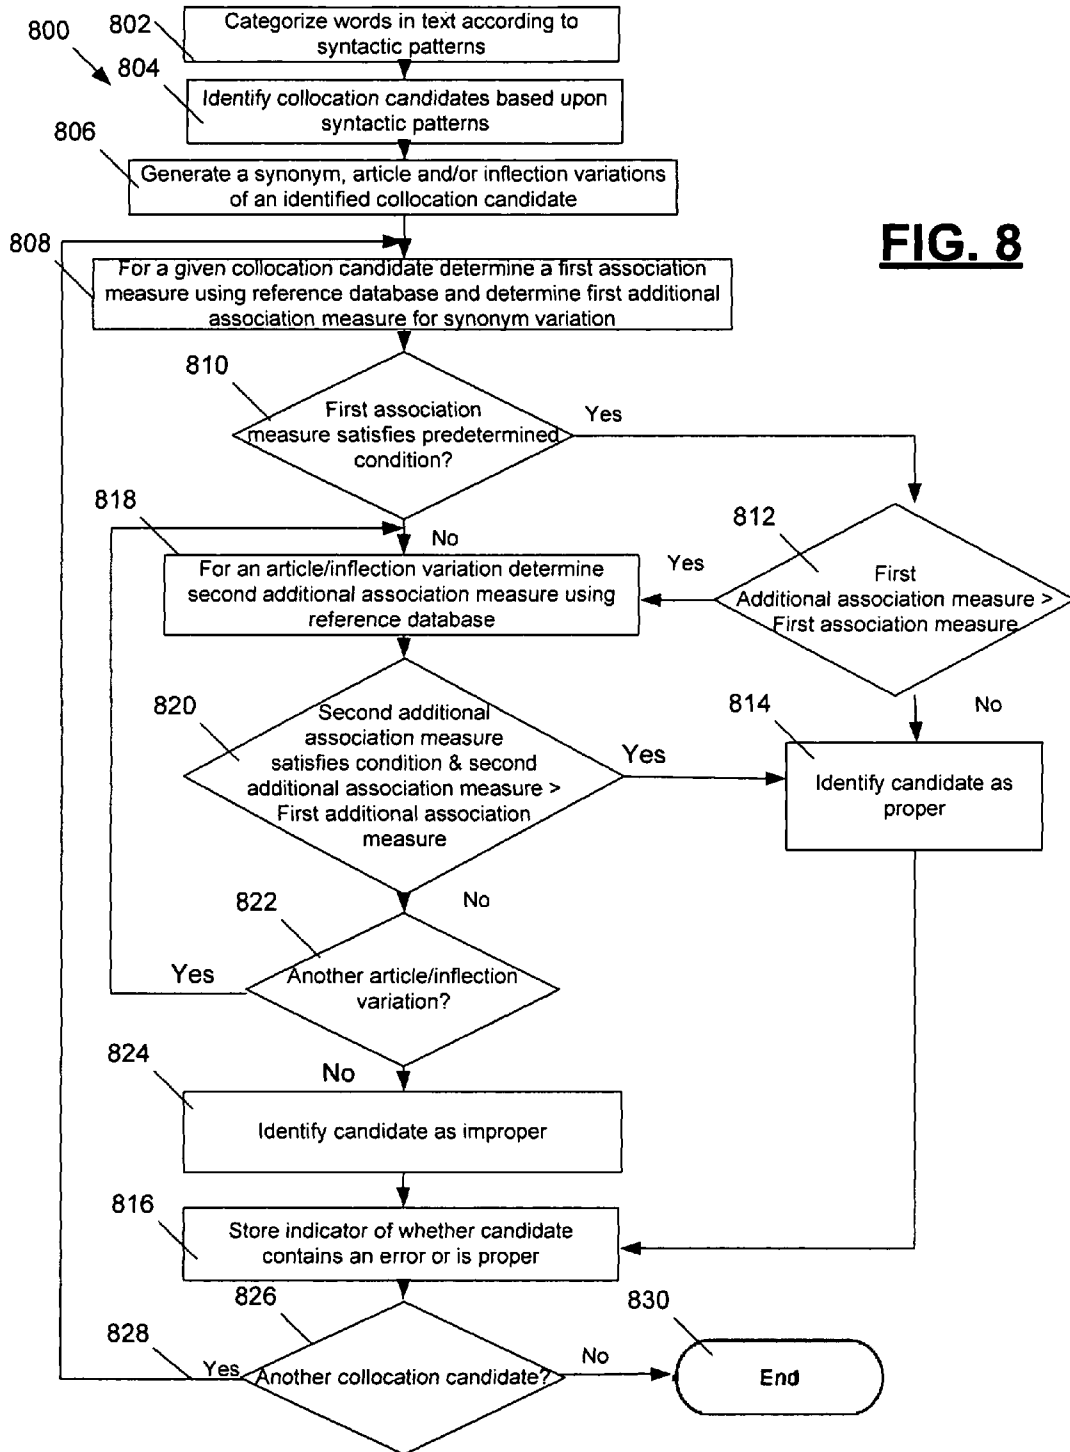 802
Categorize words in text according to
syntactic patterns
800
804
Identify collocation candidates based upon
syntactic patterns
806
Generate a synonym, article and/or inflection variations
of an identified collocation candidate
FIG. 8
808
For a given collocation candidate determine a first association
measure using reference database and determine first additional
association measure for synonym variation
810
First association
measure satisfies predetermined
condition?
Yes
818
No
812
For an article/inflection variation determine
second additional association measure using
reference database
Yes
First
Additional association measure >
First association measure
820
Second additional
association measure
satisfies condition & second
additional association measure >
First additional association
measure
Yes
No
814
Identify candidate as
proper
822
No
Yes
Another article/inflection
variation?
824
No
Identify candidate as improper
816
Store indicator of whether candidate
contains an error or is proper
826
830
828
Yes
Another collocation candidate?
No
End